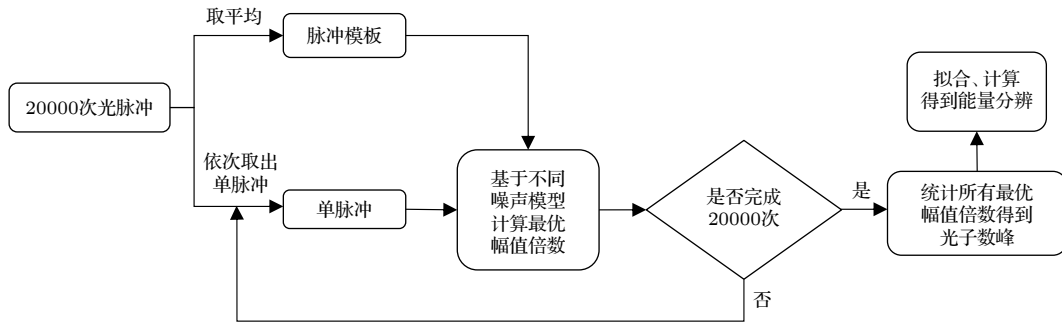 取平均
脉冲模板
20000次光脉冲
依次取出
单脉冲
单脉冲
基于不同
噪声模型
计算最优
幅值倍数
是否完成
20000次
是
否
统计所有最优
幅值倍数得到
光子数峰
拟合、计算
得到能量分辨